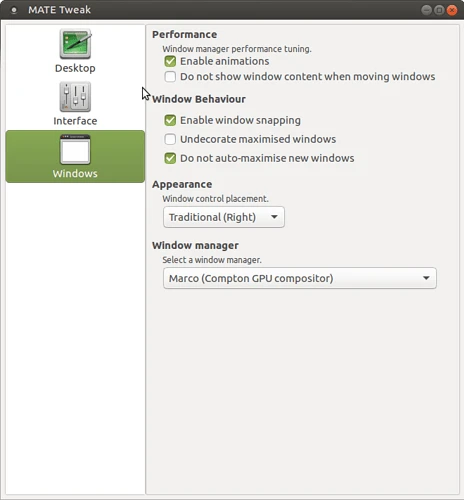 MATE Tweak
Desktop
Interface
Windows
Performance
Window manager performance tuning.
Enable animations
Do not show window content when moving windows
Window Behaviour
Enable window snapping
Undecorate maximised windows
Do not auto-maximise new windows
Appearance
Window control placement.
Traditional (Right)
Window manager
Select a window manager.
Marco (Compton GPU compositor)